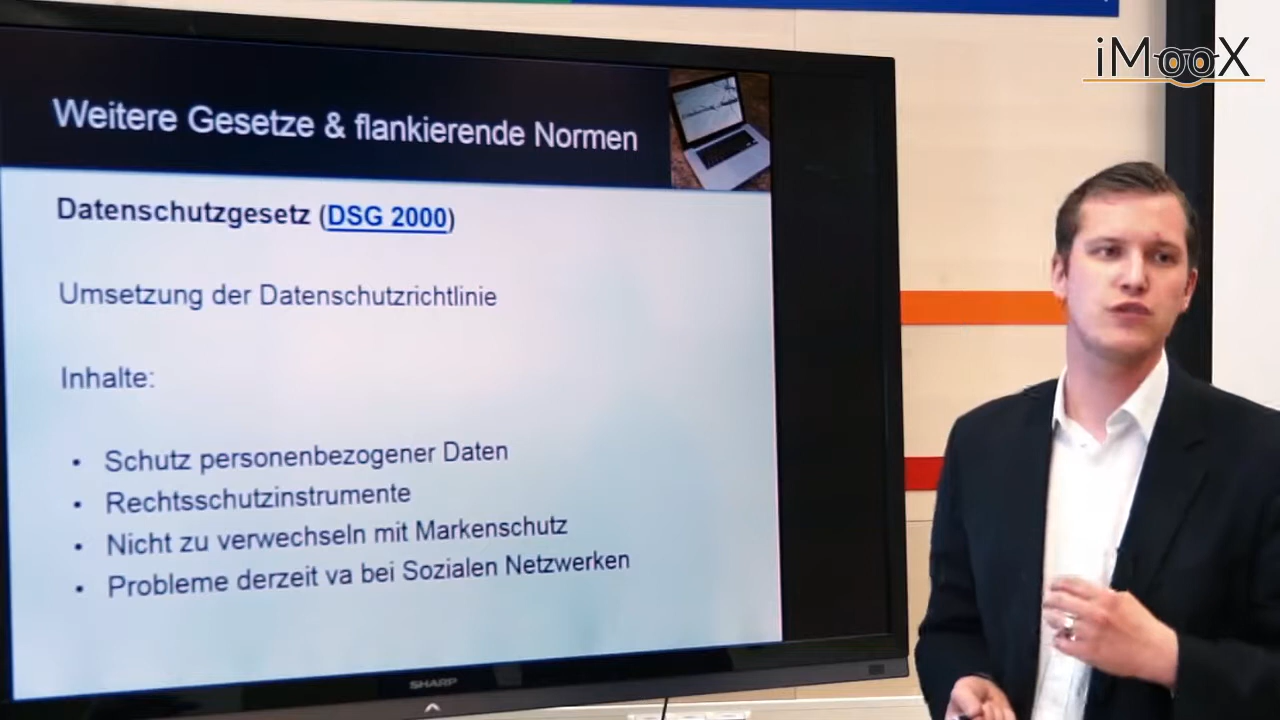 iMooX
Weitere Gesetze & flankierende Normen
Datenschutzgesetz (DSG 2000)
Umsetzung der Datenschutzrichtlinie
Inhalte:
• Schutz personenbezogener Daten
• Rechtsschutzinstrumente
• Nicht zu verwechseln mit Markenschutz
• Probleme derzeit va bei Sozialen Netzwerken
SHARP